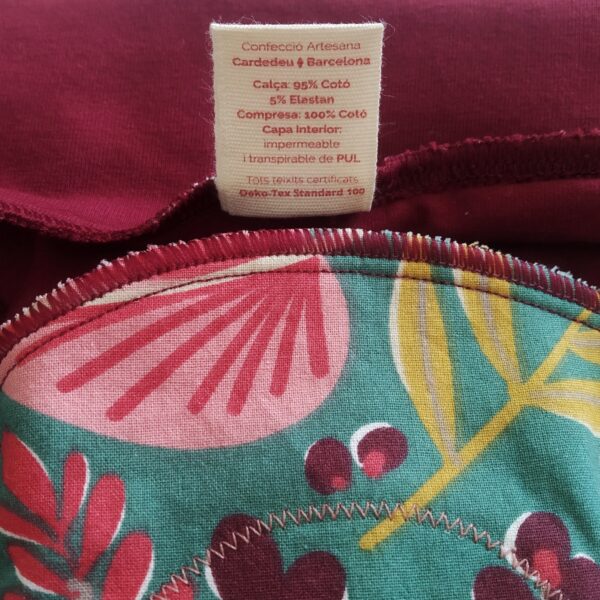 Confecció Artesana
Cardedeu Barcelona
Calça: 95% Cotó
5% Elastan
Compresa: 100% Cotó
Capa Interior:
impermeable
i transpirable de PUL
Tots teixits certificats
Oeko-Tex Standard 100